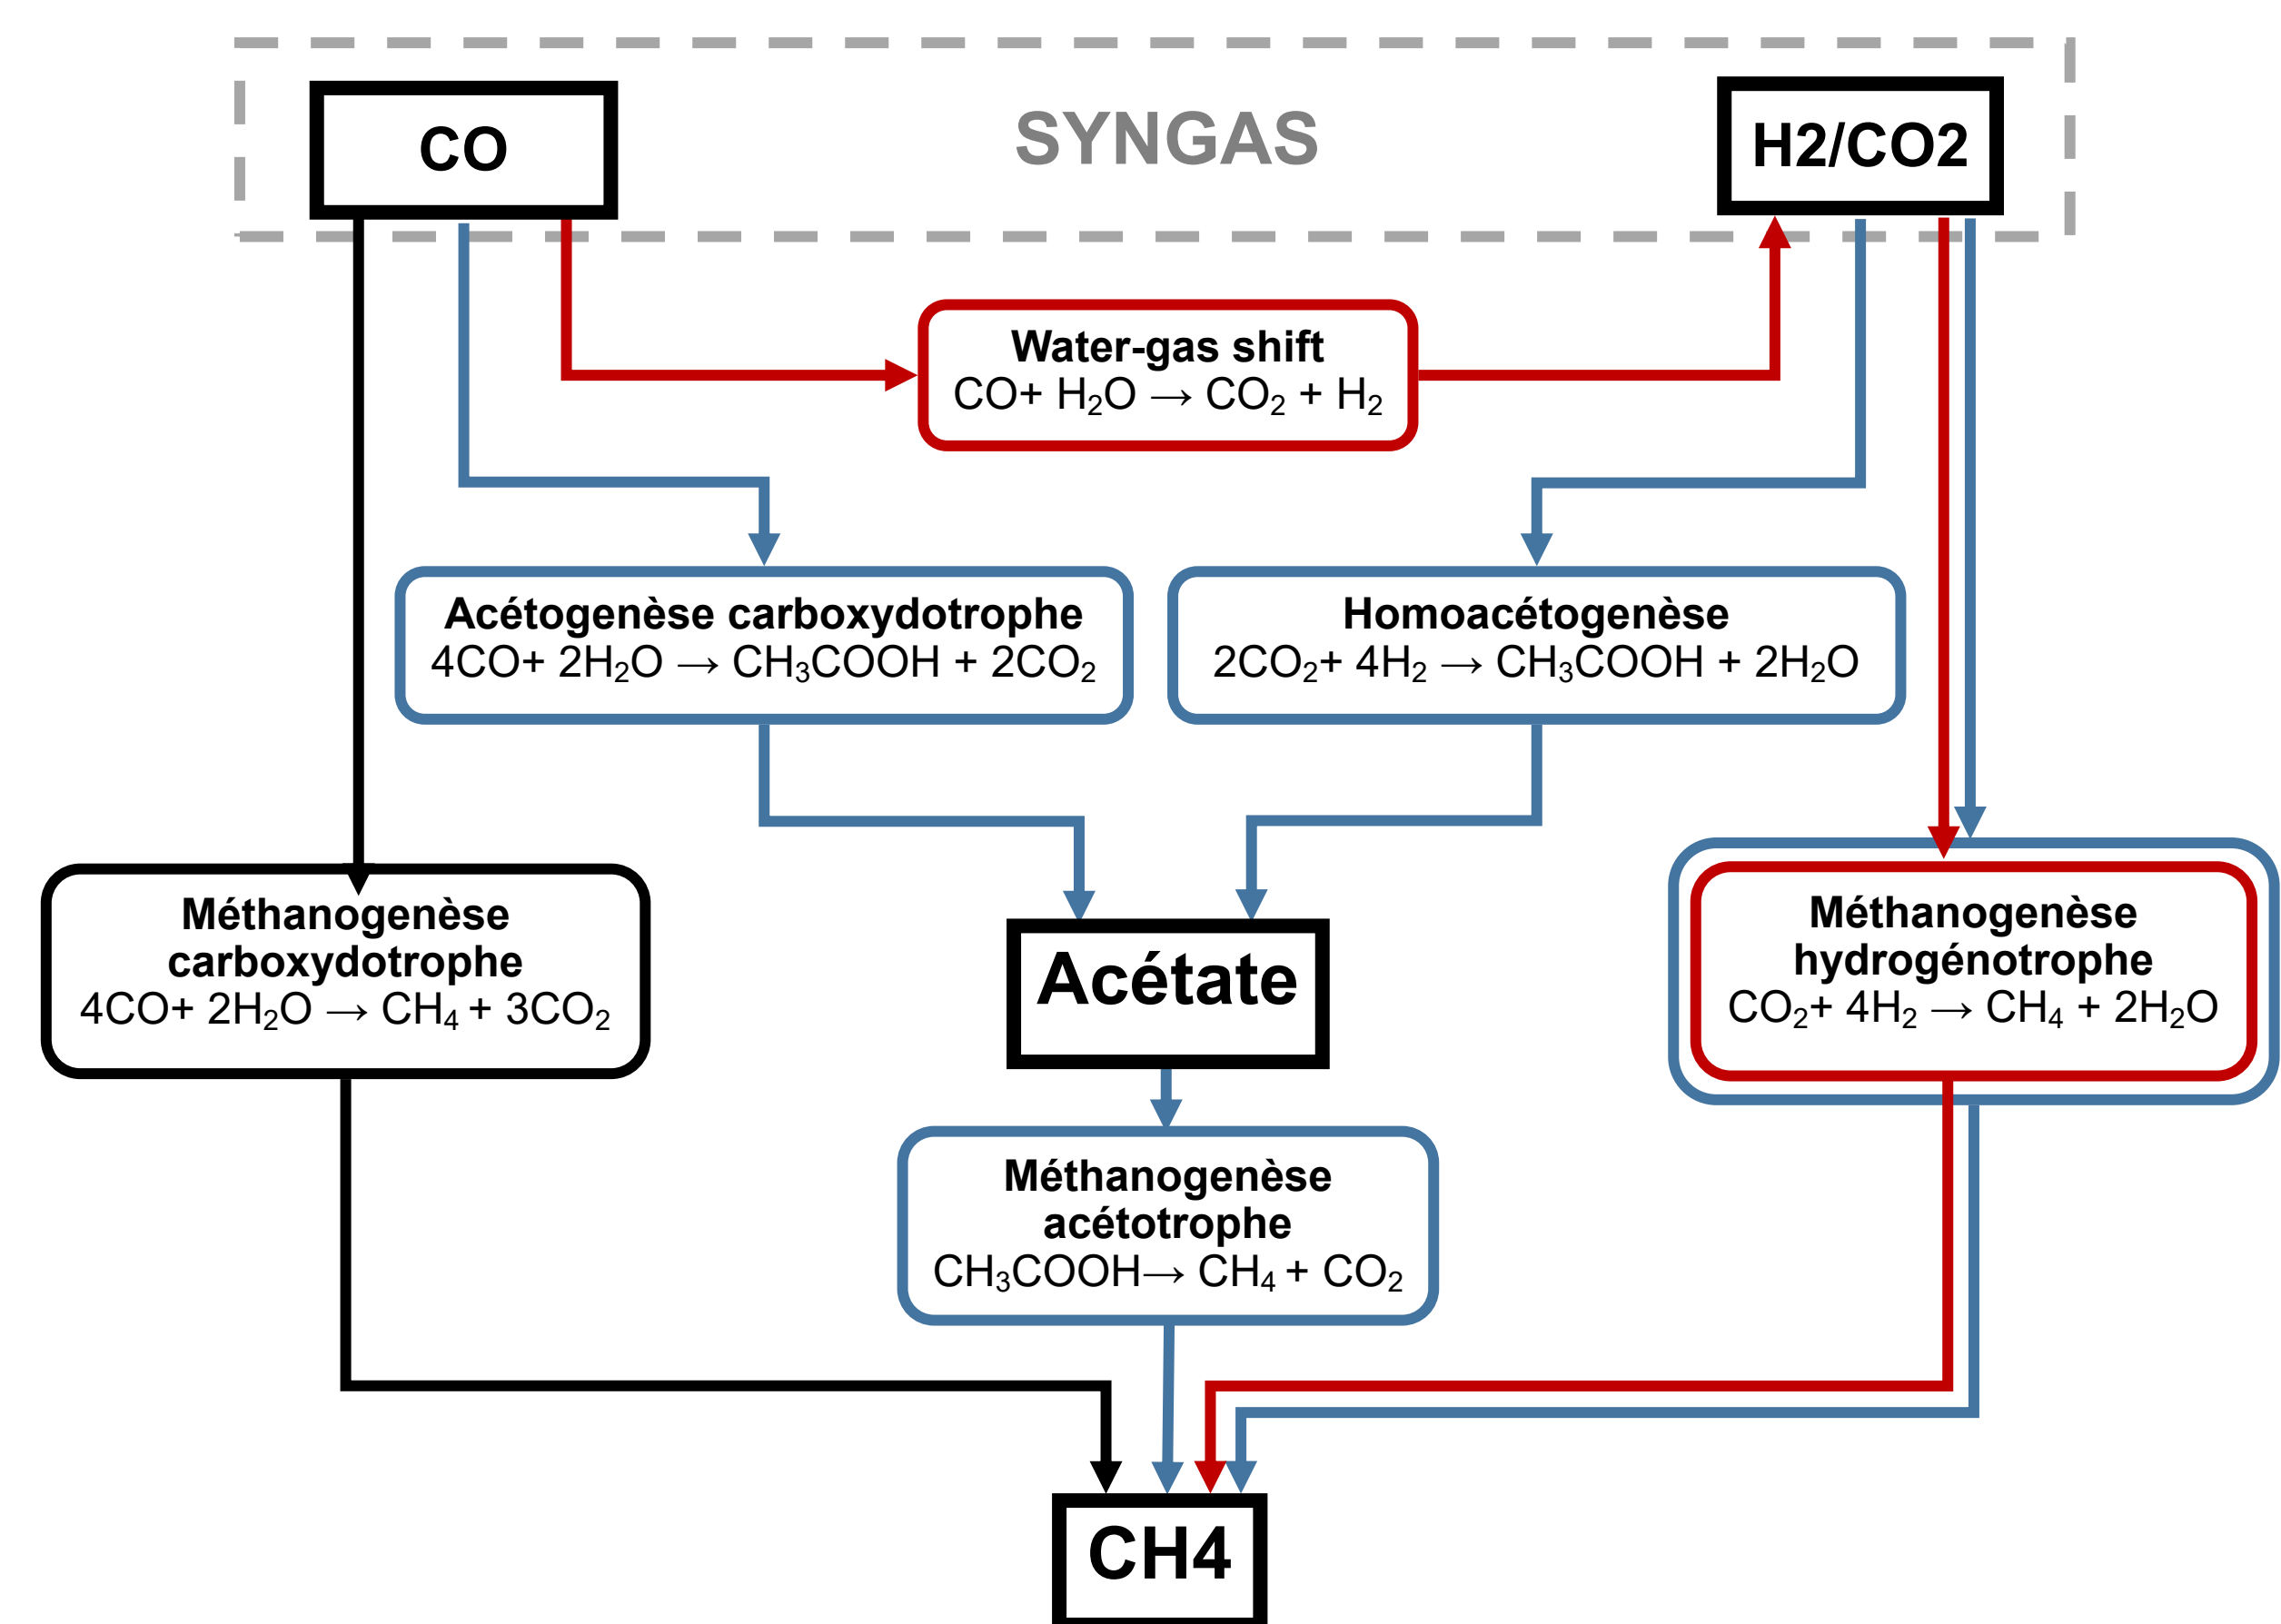 CO
SYNGAS
H2/CO2
Water-gas shift
CO+ H₂O → CO₂ + H₂
Acétogenèse carboxydotrophe
4CO+ 2H₂O → CH₃COOH + 2CO₂
Homoacétogenèse
2CO₂+ 4H₂ → CH₃COOH + 2H₂O
Méthanogenèse
carboxydotrophe
4CO+ 2H₂O → CH₄ + 3CO₂
Acétate
Méthanogenèse
hydrogénotrophe
CO₂+ 4H₂ → CH₄ + 2H₂O
Méthanogenèse
acétotrophe
CH₃COOH→ CH₄ + CO₂
CH4